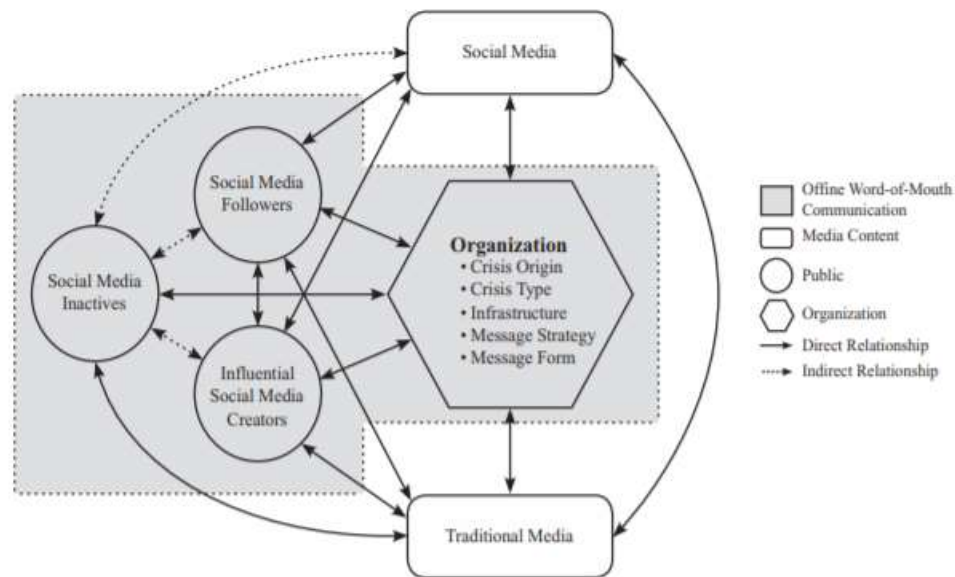 Social Media
Social Media
Followers
Organization
• Crisis Origin
• Crisis Type
• Infrastructure
• Message Strategy
• Message Form
Social Media
Inactives
Influential
Social Media
Creators
Traditional Media
Offine Word-of-Mouth
Communication
Media Content
Public
Organization
Direct Relationship
Indirect Relationship